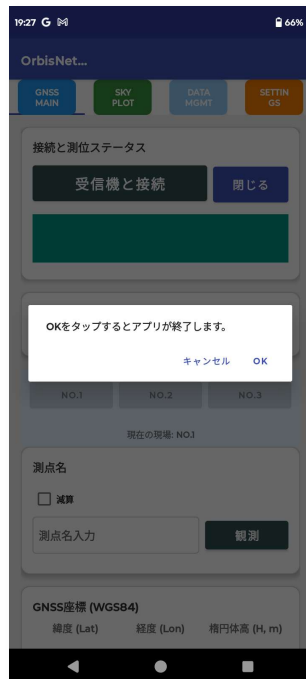 19:27 G
66%
OrbisNet...
GNSS
MAIN
SKY
PLOT
DATA
MGMT
SETTIN
GS
接続と測位ステータス
受信機と接続
閉じる
OKをタップするとアプリが終了します。
キャンセル
OK
NO.1
NO.2
NO.3
現在の現場: NO.1
測点名
減算
測点名入力
観測
GNSS座標 (WGS84)
緯度 (Lat)
経度 (Lon)
楕円体高 (H, m)